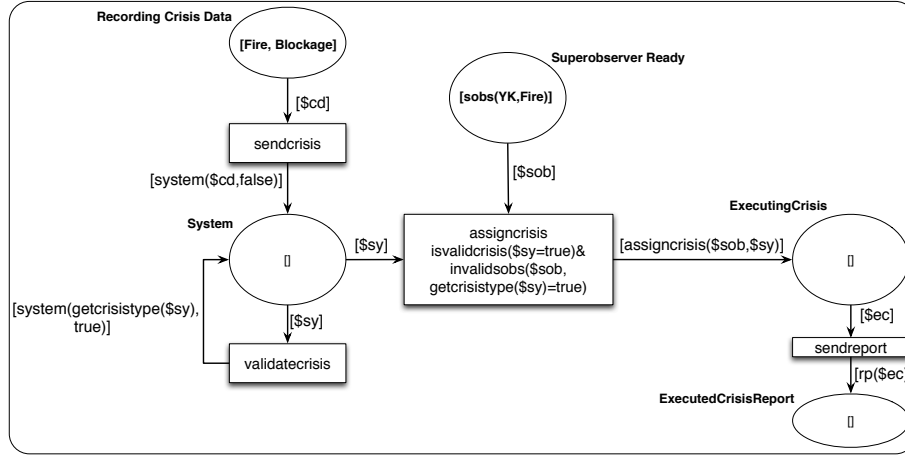 Recording Crisis Data
[Fire, Blockage]
Superobserver Ready
[sobs(YK,Fire)]
[$cd]
sendcrisis
[system($cd,false)]
[$sob]
System
ExecutingCrisis
[]
[$sy]
assigncrisis
isvalidcrisis($sy=true)&
invalidsobs($sob,
getcrisistype($sy)=true)
[assigncrisis($sob,$sy)]
[]
[system(getcrisistype($sy),
true)]
[$sy]
[$ec]
validatecrisis
sendreport
[rp($ec)]
ExecutedCrisisReport
[]